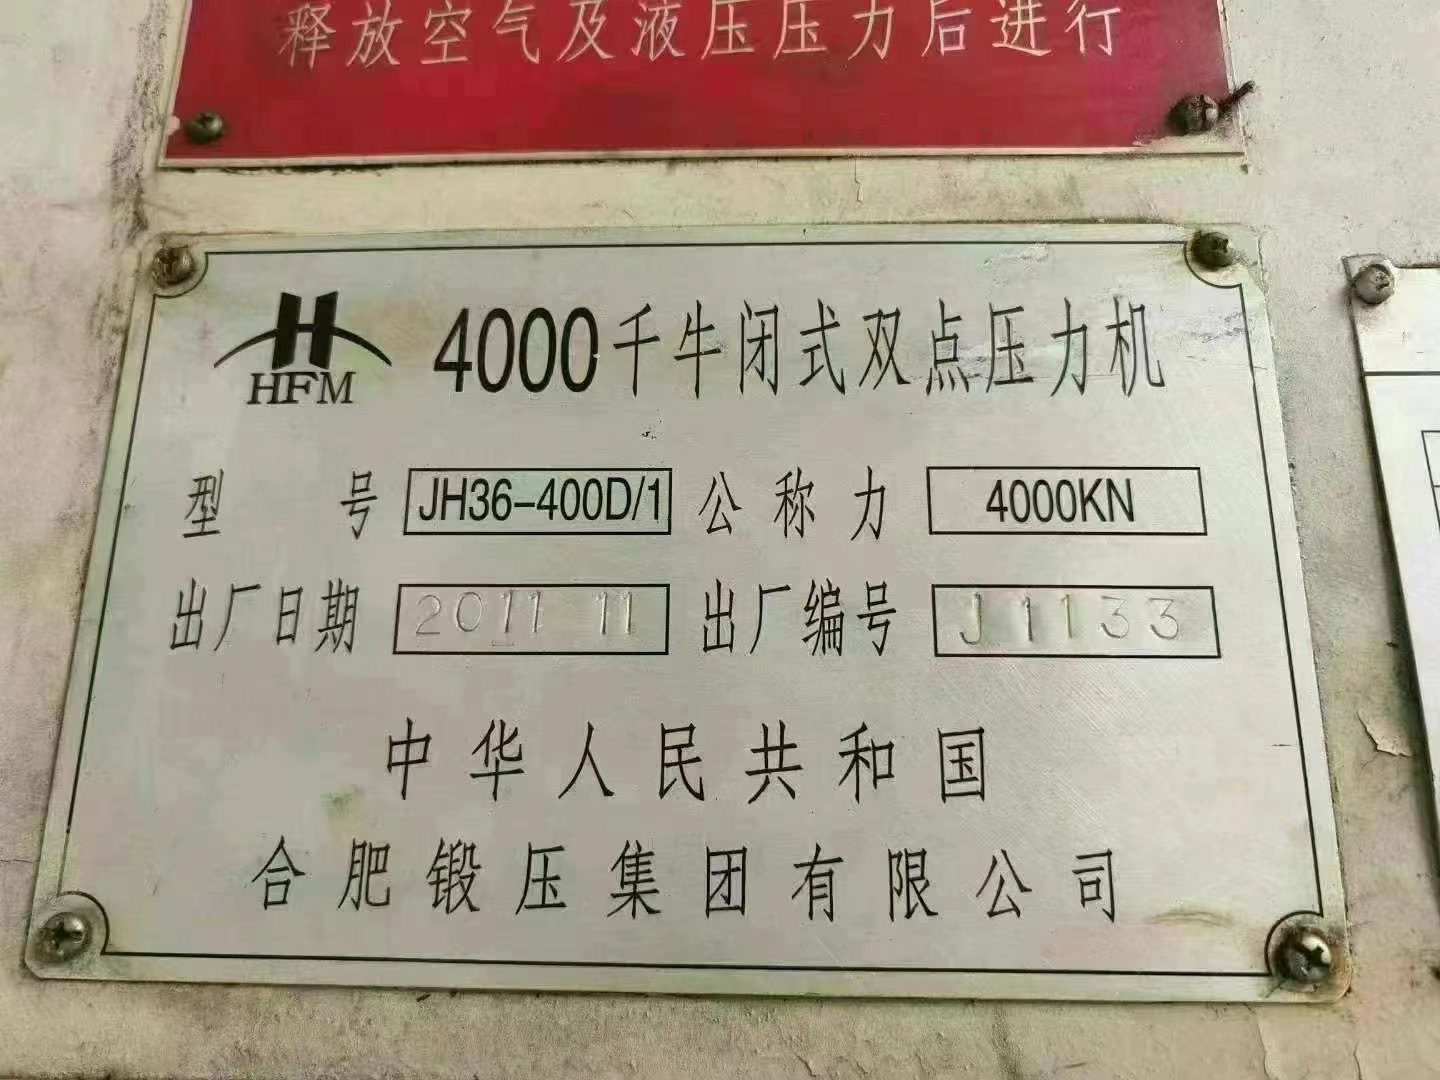 释放空气及液压压力后进行
HFM
4000千牛闭式双点压力机
型号 JH36-400D/1 公称力 4000KN
出厂日期 2011 11 出厂编号 J1133
中华人民共和国
合肥锻压集团有限公司